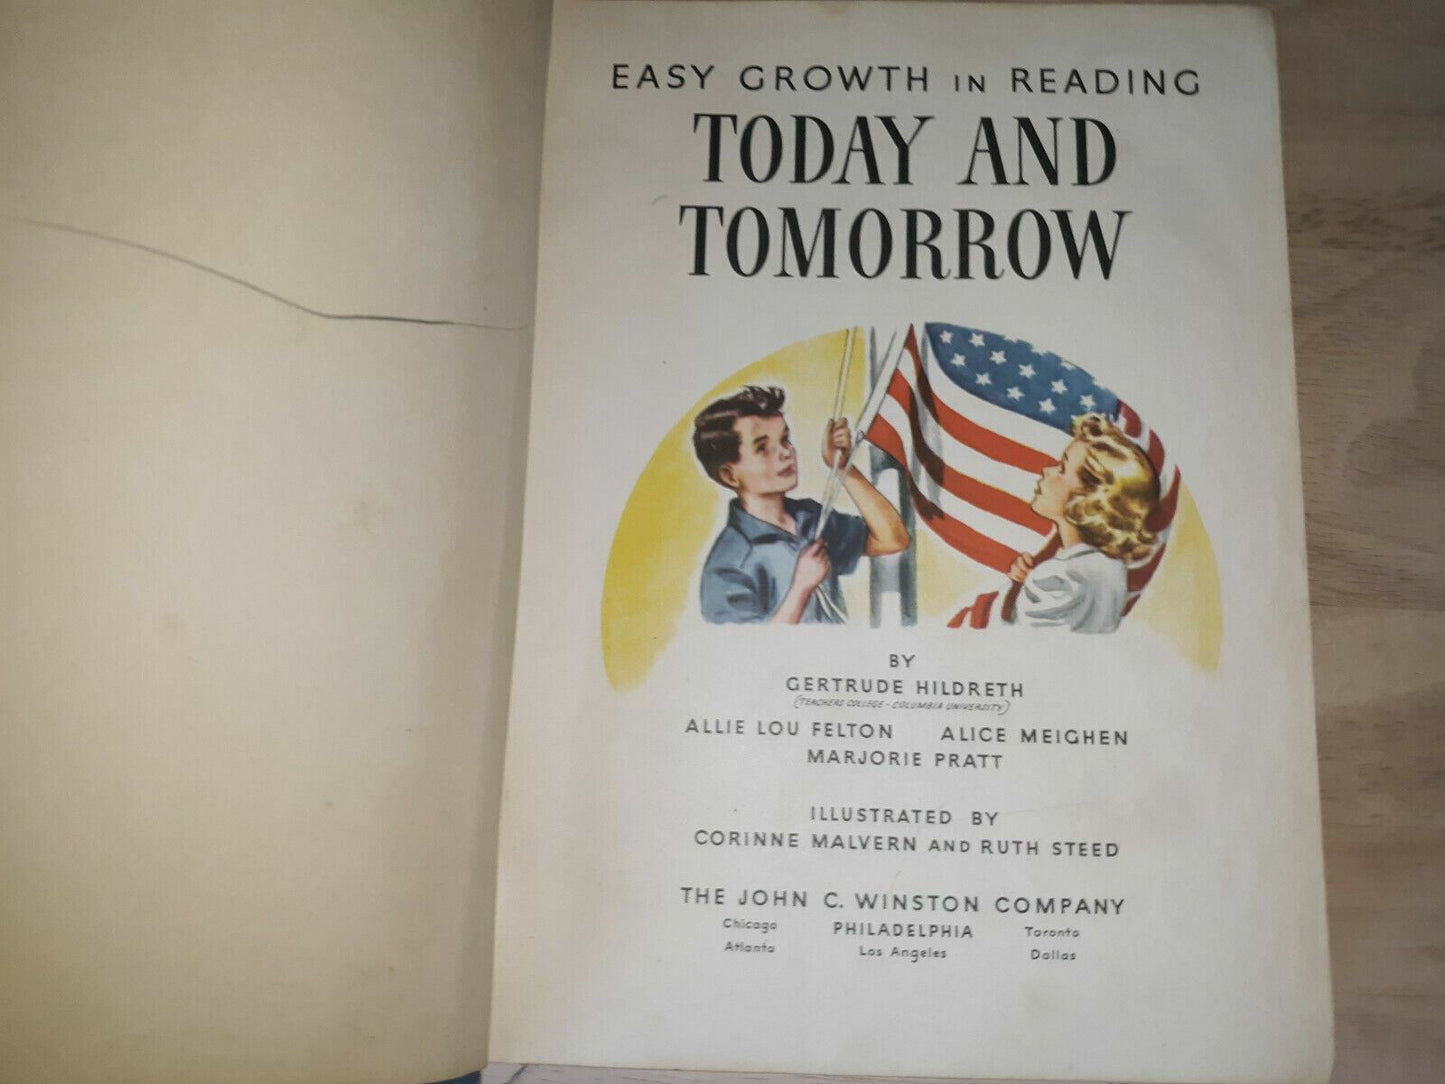 EASY GROWTH IN READING
TODAY AND
TOMORROW
BY
GERTRUDE HILDRETH
(TEACHERS COLLEGE - COLUMBIA UNIVERSITY)
ALLIE LOU FELTON ALICE MEIGHEN
MARJORIE PRATT
ILLUSTRATED BY
CORINNE MALVERN AND RUTH STEED
THE JOHN C. WINSTON COMPANY
Chicago PHILADELPHIA Toronto
Atlanta Los Angeles Dallas